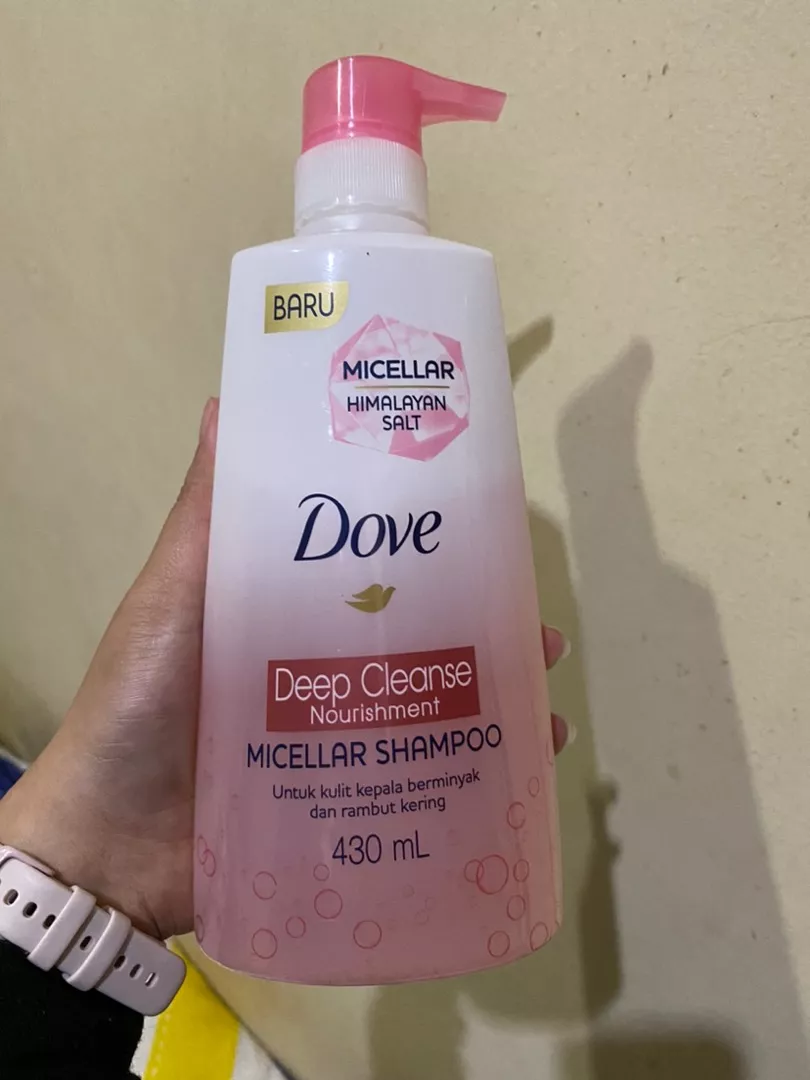 BARU
MICELLAR
HIMALAYAN
SALT
Dove
Deep Cleanse
Nourishment
MICELLAR SHAMPOO
Untuk kulit kepala berminyak
dan rambut kering
430 mL